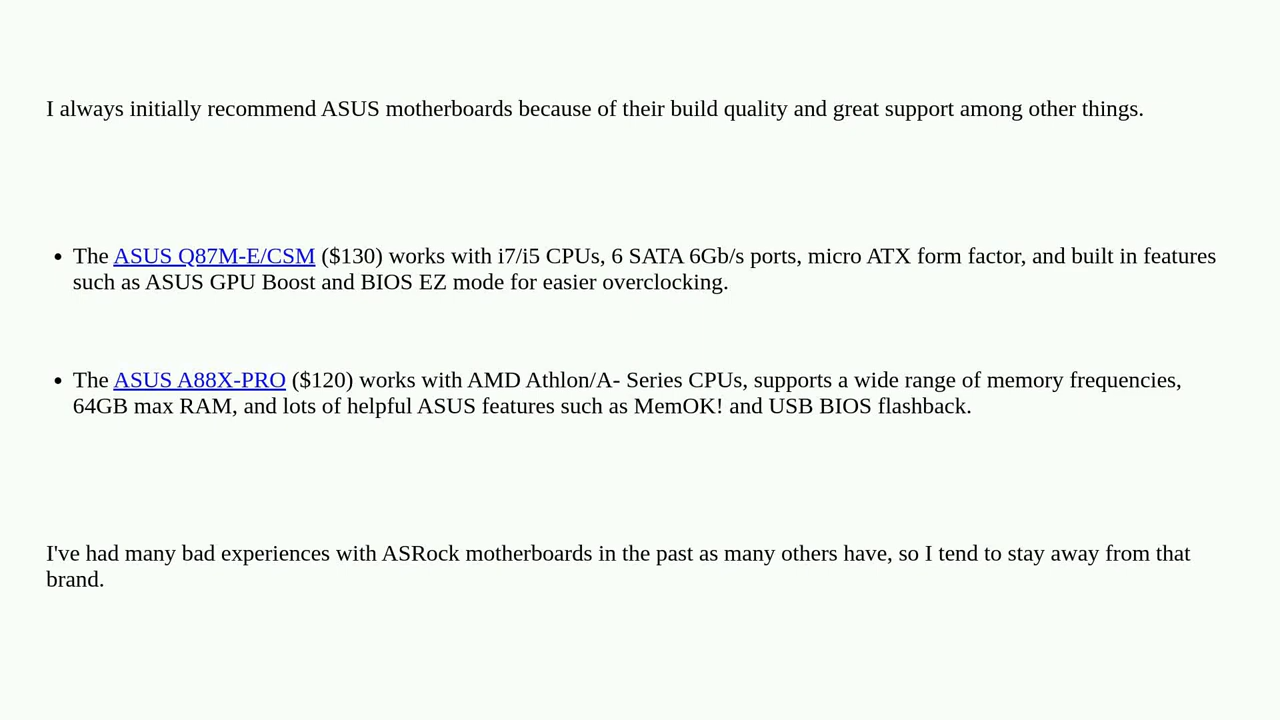 I always initially recommend ASUS motherboards because of their build quality and great support among other things.
• The ASUS Q87M-E/CSM ($130) works with i7/i5 CPUs, 6 SATA 6Gb/s ports, micro ATX form factor, and built in features
such as ASUS GPU Boost and BIOS EZ mode for easier overclocking.
• The ASUS A88X-PRO ($120) works with AMD Athlon/A- Series CPUs, supports a wide range of memory frequencies,
64GB max RAM, and lots of helpful ASUS features such as MemOK! and USB BIOS flashback.
I've had many bad experiences with ASRock motherboards in the past as many others have, so I tend to stay away from that
brand.